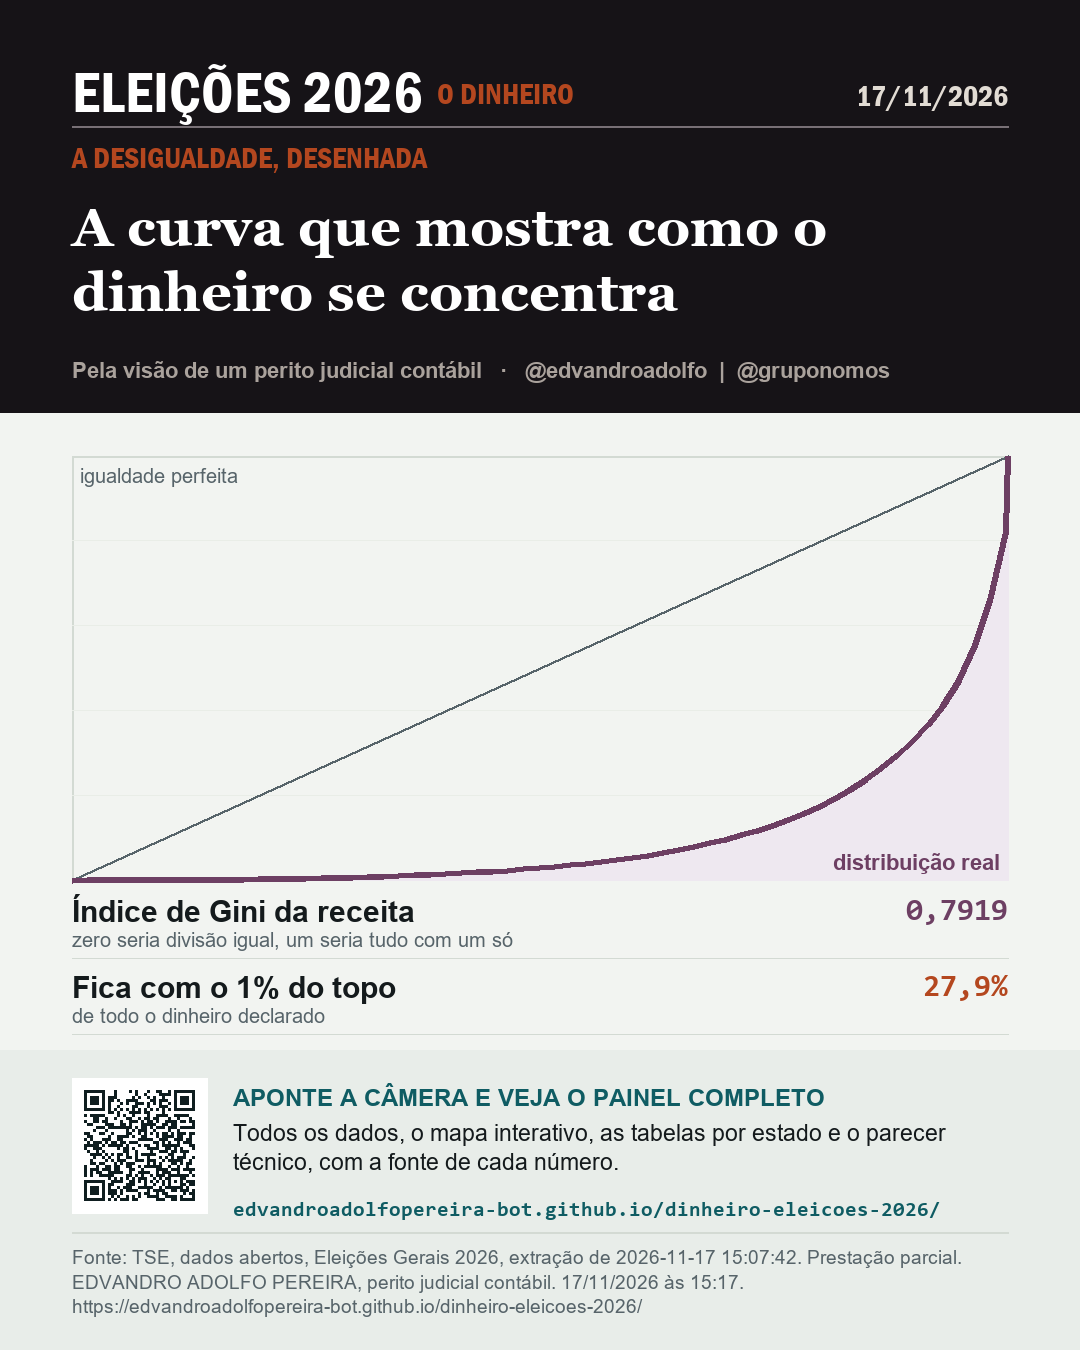 ELEIÇÕES 2026 O DINHEIRO 17/11/2026
A DESIGUALDADE, DESENHADA
A curva que mostra como o
dinheiro se concentra
Pela visão de um perito judicial contábil · @edvandroadolfo | @gruponomos
igualdade perfeita
distribuição real
Índice de Gini da receita 0,7919
zero seria divisão igual, um seria tudo com um só
Fica com o 1% do topo 27,9%
de todo o dinheiro declarado
APONTE A CÂMERA E VEJA O PAINEL COMPLETO
Todos os dados, o mapa interativo, as tabelas por estado e o parecer
técnico, com a fonte de cada número.
edvandroadolfopereira-bot.github.io/dinheiro-eleicoes-2026/
Fonte: TSE, dados abertos, Eleições Gerais 2026, extração de 2026-11-17 15:07:42. Prestação parcial.
EDVANDRO ADOLFO PEREIRA, perito judicial contábil. 17/11/2026 às 15:17.
https://edvandroadolfopereira-bot.github.io/dinheiro-eleicoes-2026/